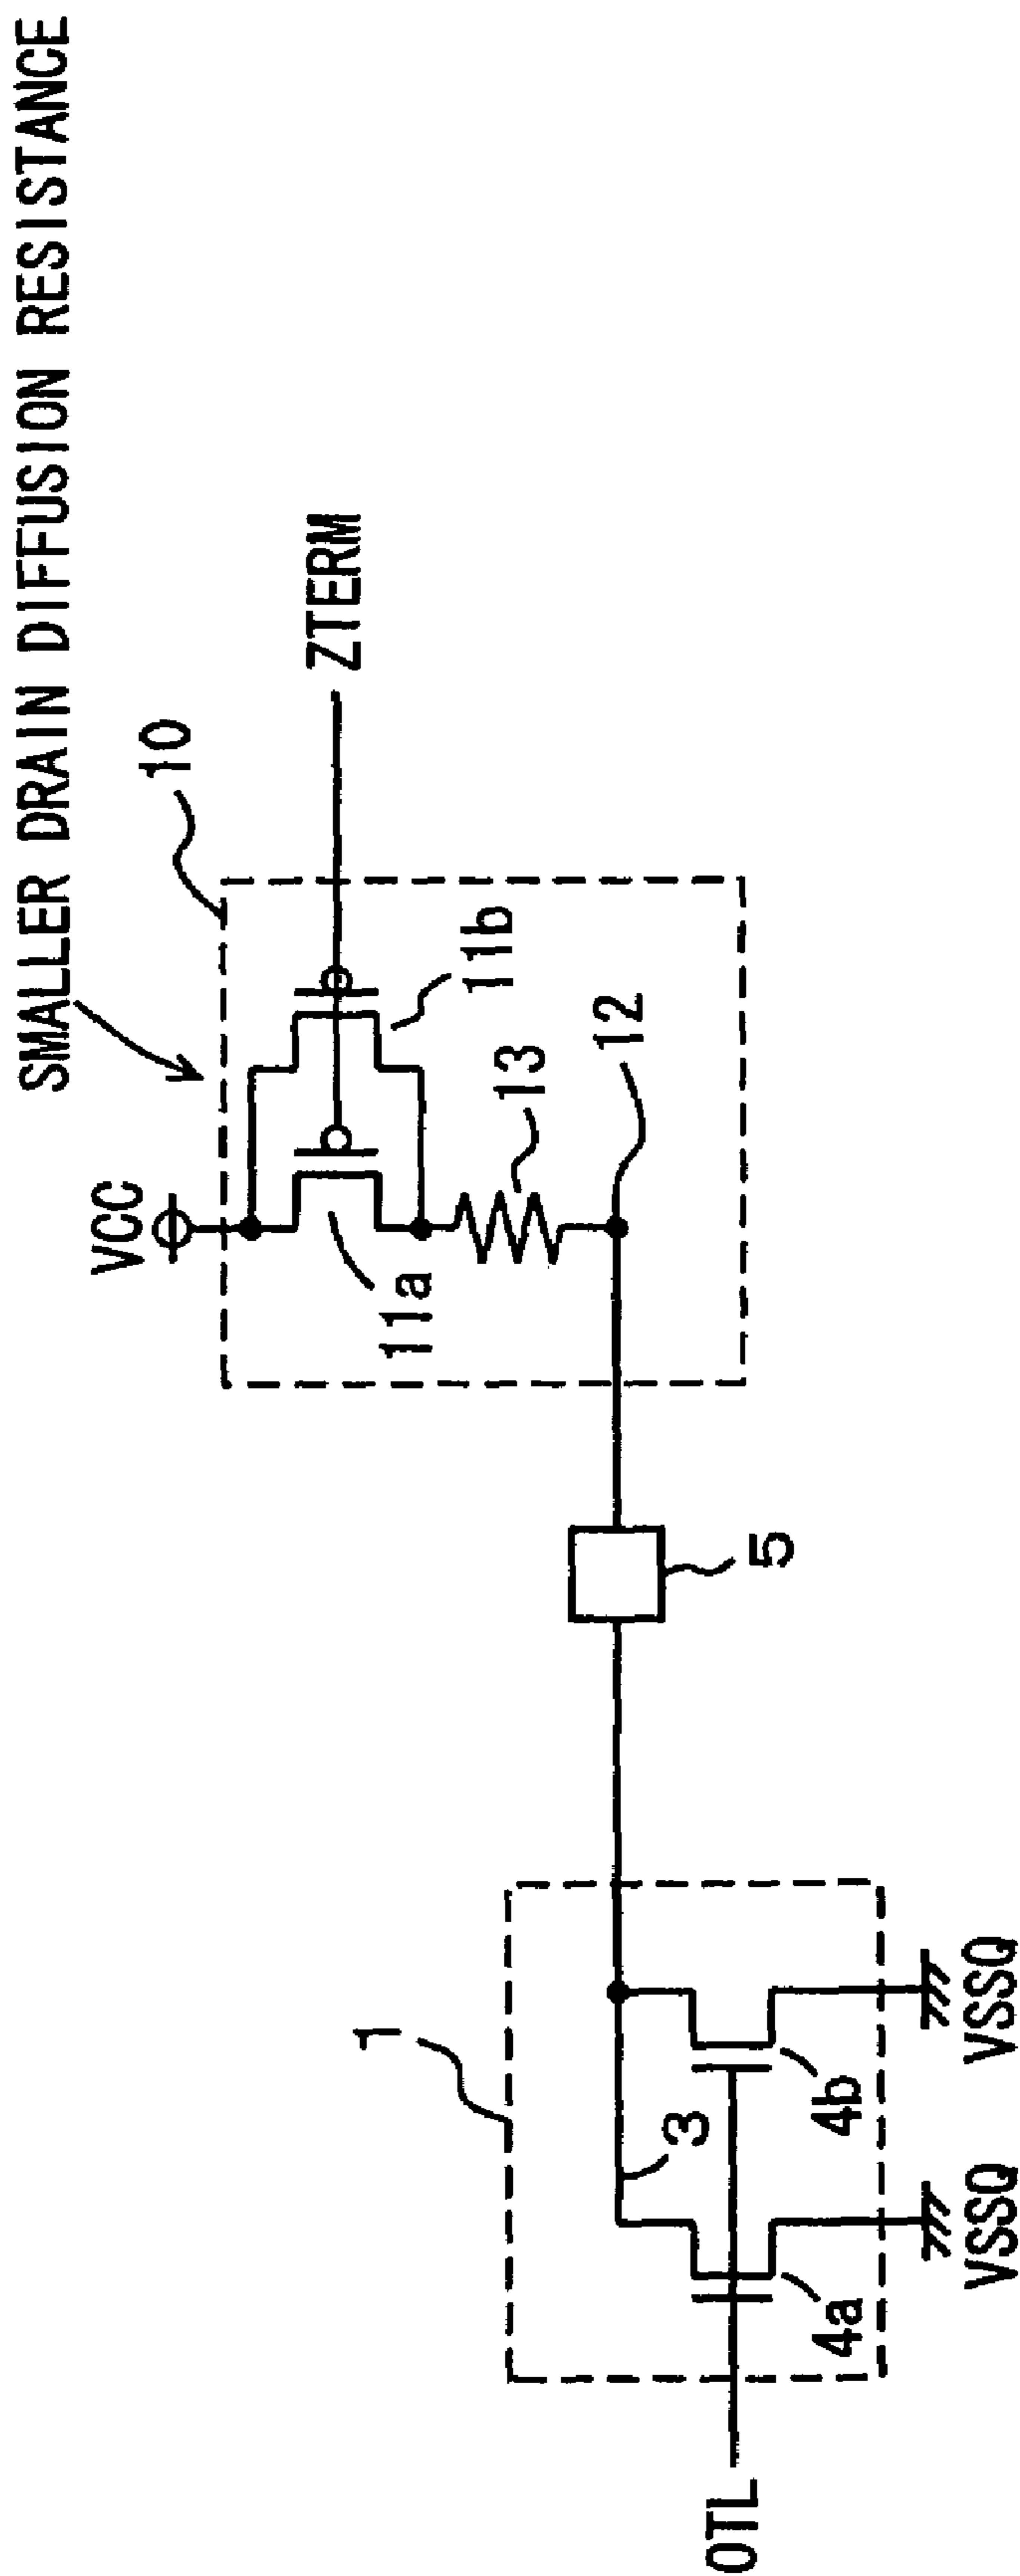 SMALLER DRAIN DIFFUSION RESISTANCE
10
VCC
ZTERM
11a
11b
13
12
5
1
3
OTL
4a
4b
VSSQ
VSSQ